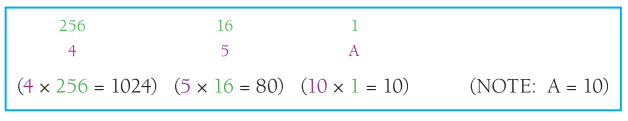 256 16 1
4 5 A
(4 × 256 = 1024) (5 × 16 = 80) (10 × 1 = 10) (NOTE: A = 10)